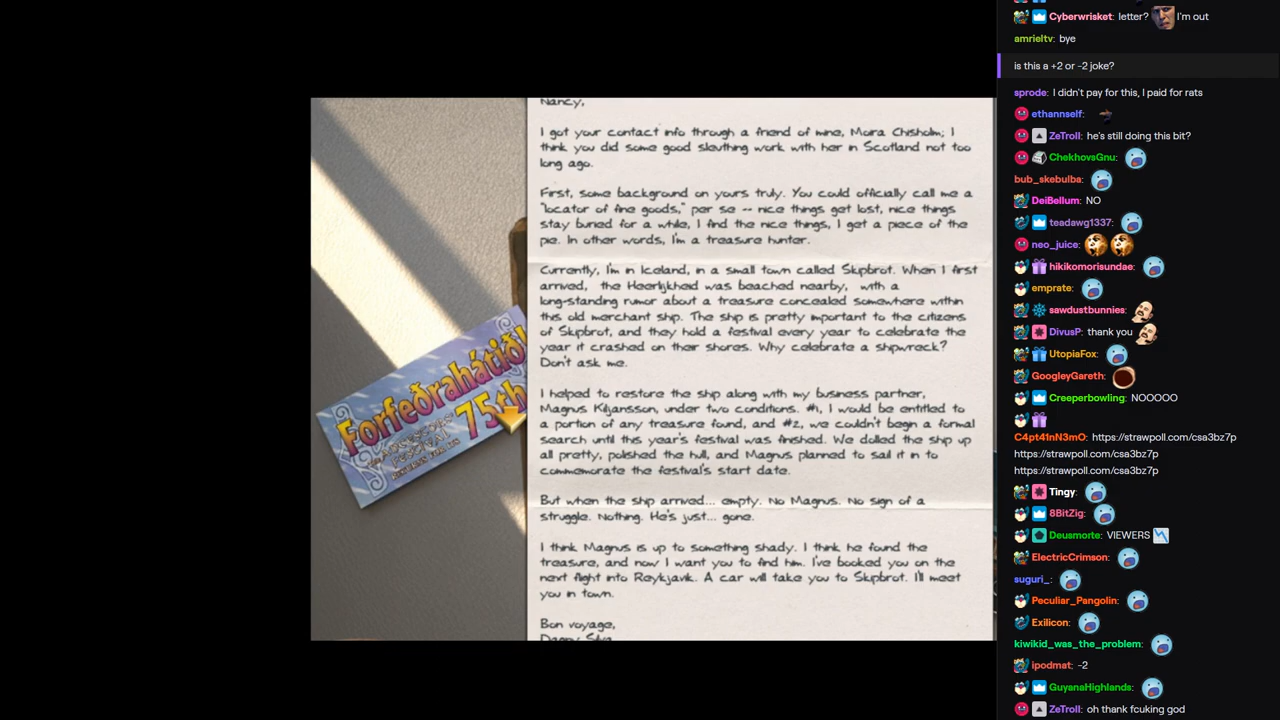 Nancy,
I got your contact info through a friend of mine, Moira Chisholm; I
think you did some good sleuthing work with her in Scotland not too
long ago.
First, some background on yours truly. You could officially call me a
"locator of fine goods," per se -- nice things get lost, nice things
stay buried for a while, I find the nice things, I get a piece of the
pie. In other words, I'm a treasure hunter.
Currently, I'm in Iceland, in a small town called Skipbrot. When I first
arrived, the Heerlijkheid was beached nearby, with a
long-standing rumor about a treasure concealed somewhere within
this old merchant ship. The ship is pretty important to the citizens
of Skipbrot, and they hold a festival every year to celebrate the
year it crashed on their shores. Why celebrate a shipwreck?
Don't ask me.
I helped to restore the ship along with my business partner,
Magnus Kiljansson, under two conditions. #1, I would be entitled to
a portion of any treasure found, and #2, we couldn't begin a formal
search until this year's festival was finished. We dolled the ship up
all pretty, polished the hull, and Magnus planned to sail it in to
commemorate the festival's start date.
But when the ship arrived... empty. No Magnus. No sign of a
struggle. Nothing. He's just... gone.
I think Magnus is up to something shady. I think he found the
treasure, and now I want you to find him. I've booked you on the
next flight into Reykjavik. A car will take you to Skipbrot. I'll meet
you in town.
Bon voyage,
Dagny Silva
Forfeðrahátíðin
75th
Cyberwrisket: letter? I'm out
amrieltv: bye
is this a +2 or -2 joke?
sprode: I didn't pay for this, I paid for rats
ethannself:
ZeTroll: he's still doing this bit?
ChekhovsGnu:
bub_skebulba:
DeiBellum: NO
teadawg1337:
neo_juice:
hikikomorisundae:
emprate:
sawdustbunnies:
DivusP: thank you
UtopiaFox:
GoogleyGareth:
Creeperbowling: NOOOOO
C4pt41nN3mO: https://strawpoll.com/csa3bz7p
https://strawpoll.com/csa3bz7p
https://strawpoll.com/csa3bz7p
Tingy:
8BitZig:
Deusmorte: VIEWERS
ElectricCrimson:
suguri_:
Peculiar_Pangolin:
Exilicon:
kiwikid_was_the_problem:
ipodmat: -2
GuyanaHighlands:
ZeTroll: oh thank fcuking god